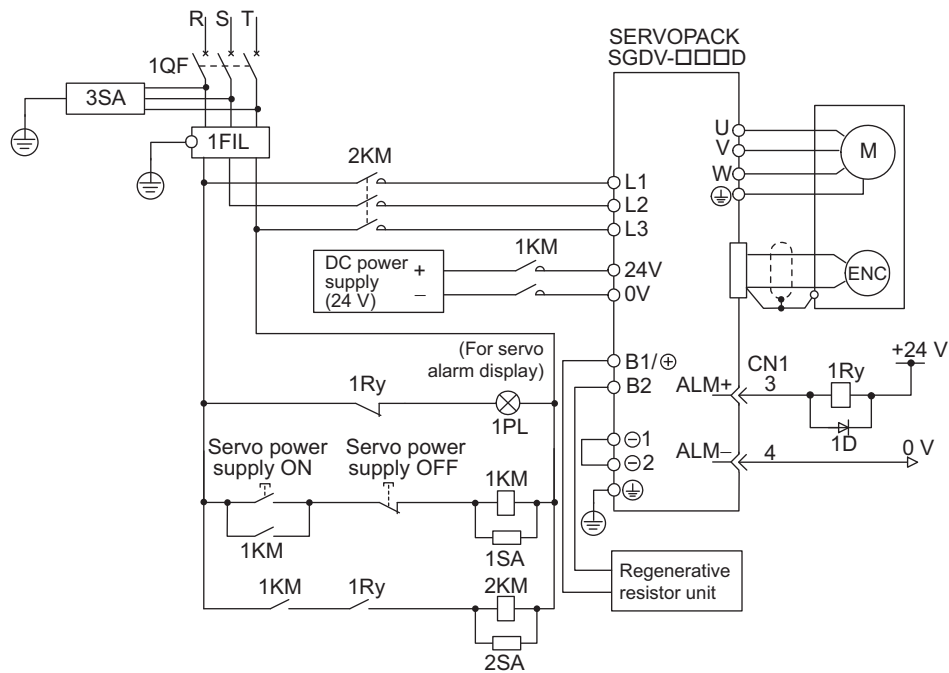 R S T
1QF
3SA
1FIL
2KM
SERVOPACK
SGDV-□□□D
U
V
W
M
L1
L2
L3
1KM
DC power
supply
(24 V)
+
−
24V
0V
ENC
(For servo
alarm display)
1Ry
1PL
B1/⊕
B2
ALM+
CN1
3
1Ry
+24 V
1D
⊖1
⊖2
ALM−
4
0 V
Servo power
supply ON
Servo power
supply OFF
1KM
1KM
1SA
1KM
1Ry
2KM
2SA
Regenerative
resistor unit